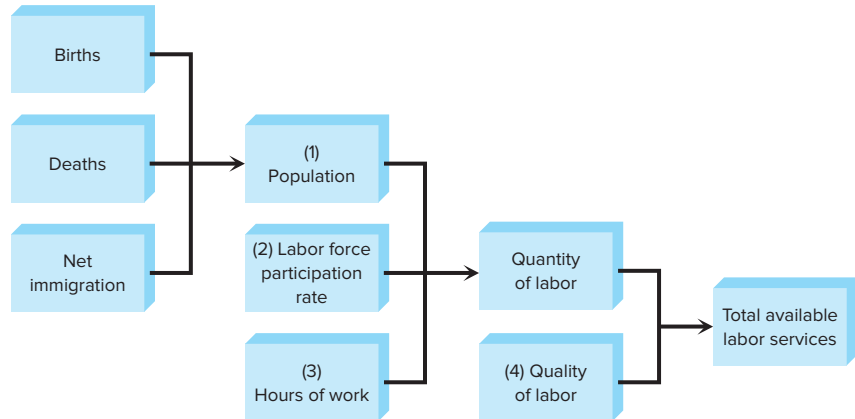 Births
Deaths
Net
immigration
(1)
Population
(2) Labor force
participation
rate
(3)
Hours of work
Quantity
of labor
(4) Quality
of labor
Total available
labor services